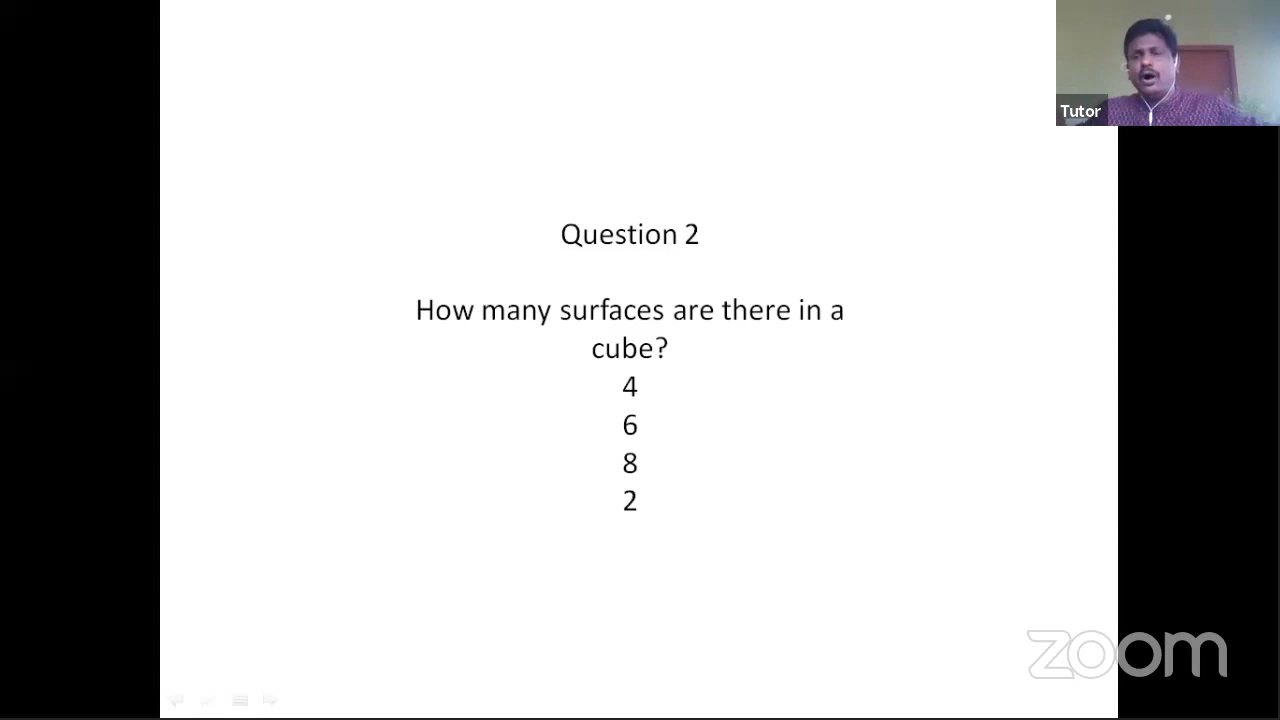 Tutor
Question 2
How many surfaces are there in a
cube?
4
6
8
2
zoom